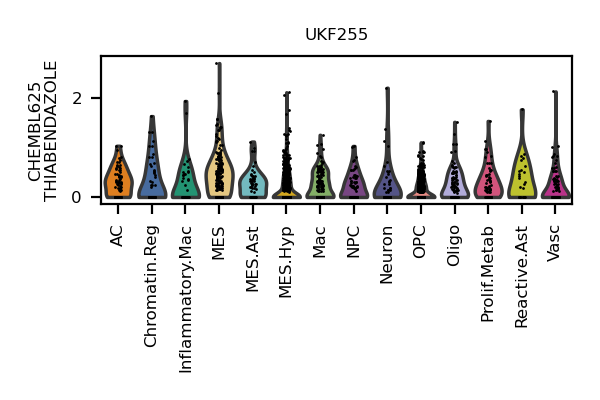 UKF255
CHEMBL625
THIABENDAZOLE
2
0
AC
Chromatin.Reg
Inflammatory.Mac
MES
MES.Ast
MES.Hyp
Mac
NPC
Neuron
OPC
Oligo
Prolif.Metab
Reactive.Ast
Vasc